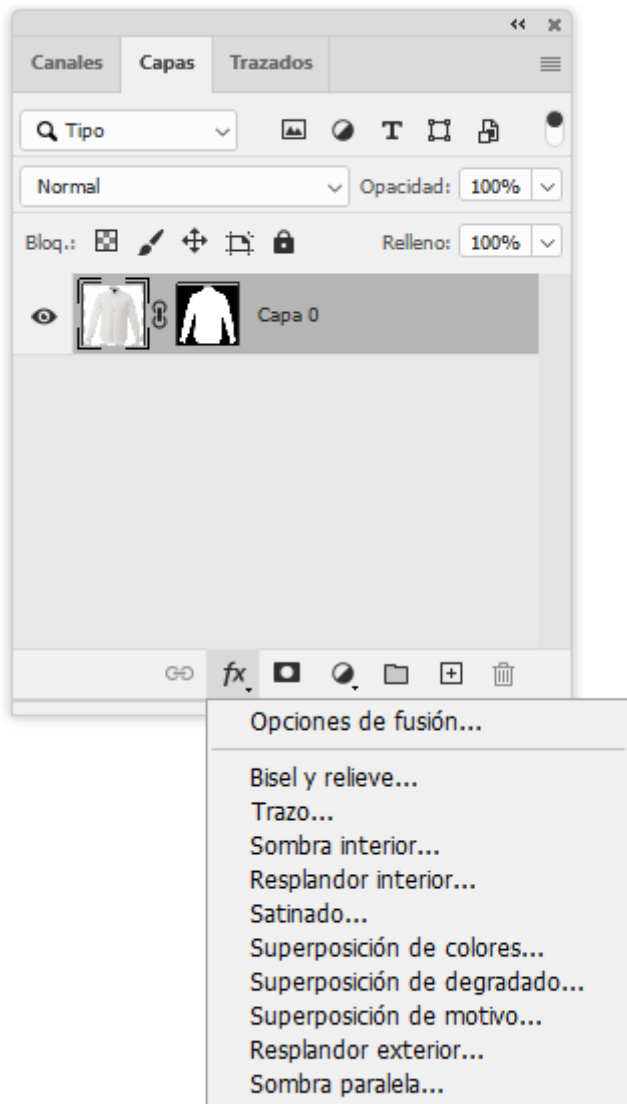 Canales Capas Trazados
Tipo
Normal Opacidad: 100%
Bloq.: Relleno: 100%
Capa 0
fx
Opciones de fusión...
Bisel y relieve...
Trazo...
Sombra interior...
Resplandor interior...
Satinado...
Superposición de colores...
Superposición de degradado...
Superposición de motivo...
Resplandor exterior...
Sombra paralela...